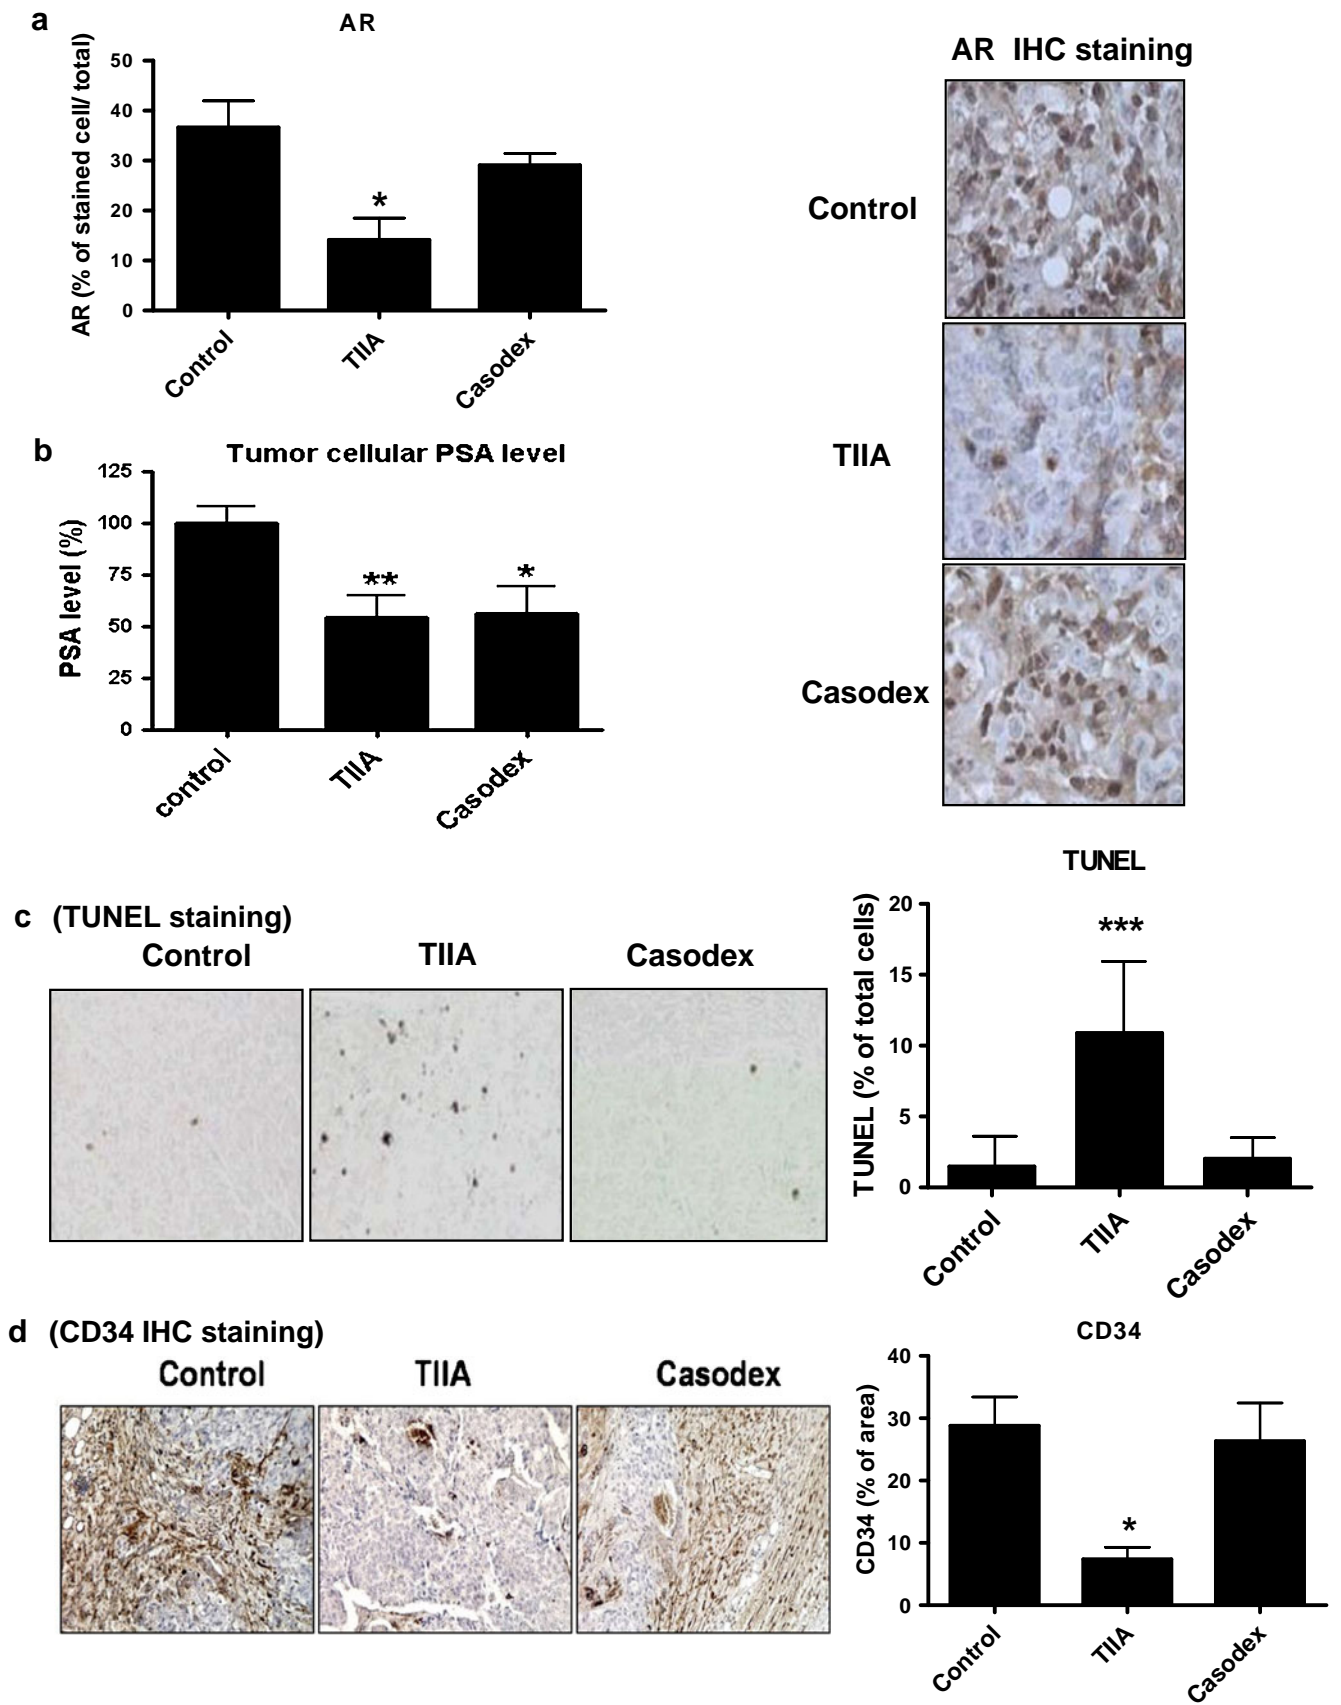 a
AR
AR (% of stained cell/ total)
50
40
30
20
10
0
*
Control
TIIA
Casodex
AR IHC staining
Control
TIIA
Casodex
b
Tumor cellular PSA level
PSA level (%)
125
100
75
50
25
0
**
*
control
TIIA
Casodex
c (TUNEL staining)
Control
TIIA
Casodex
TUNEL
TUNEL (% of total cells)
20
15
10
5
0
***
Control
TIIA
Casodex
d (CD34 IHC staining)
Control
TIIA
Casodex
CD34
CD34 (% of area)
40
30
20
10
0
*
Control
TIIA
Casodex